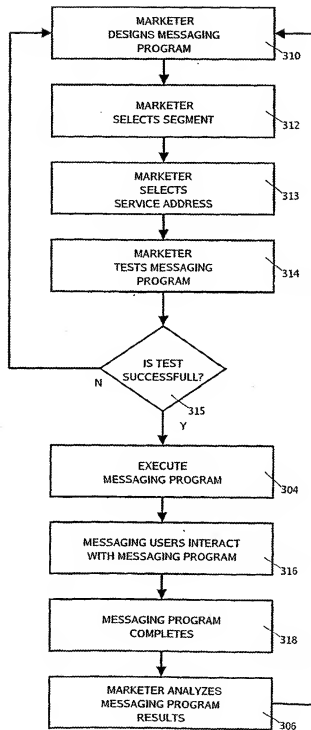 MARKETER
DESIGNS MESSAGING
PROGRAM
310
MARKETER
SELECTS SEGMENT
312
MARKETER
SELECTS
SERVICE ADDRESS
313
MARKETER
TESTS MESSAGING
PROGRAM
314
IS TEST
SUCCESSFULL?
N
315
Y
EXECUTE
MESSAGING PROGRAM
304
MESSAGING USERS INTERACT
WITH MESSAGING PROGRAM
316
MESSAGING PROGRAM
COMPLETES
318
MARKETER ANALYZES
MESSAGING PROGRAM
RESULTS
306